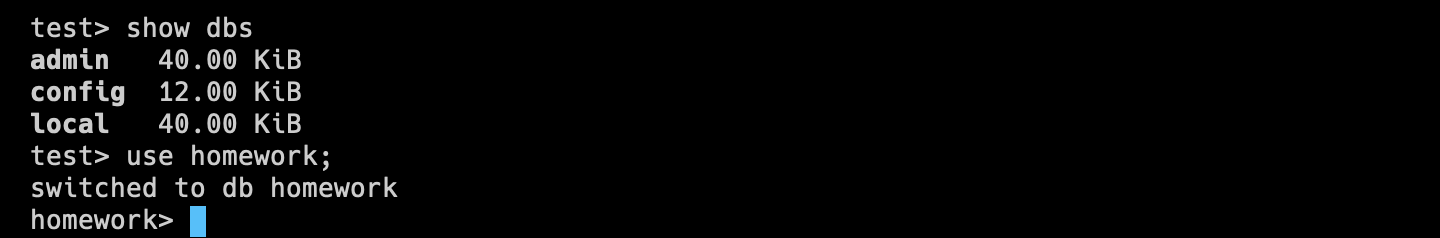 test> show dbs
admin   40.00 KiB
config  12.00 KiB
local   40.00 KiB
test> use homework;
switched to db homework
homework>